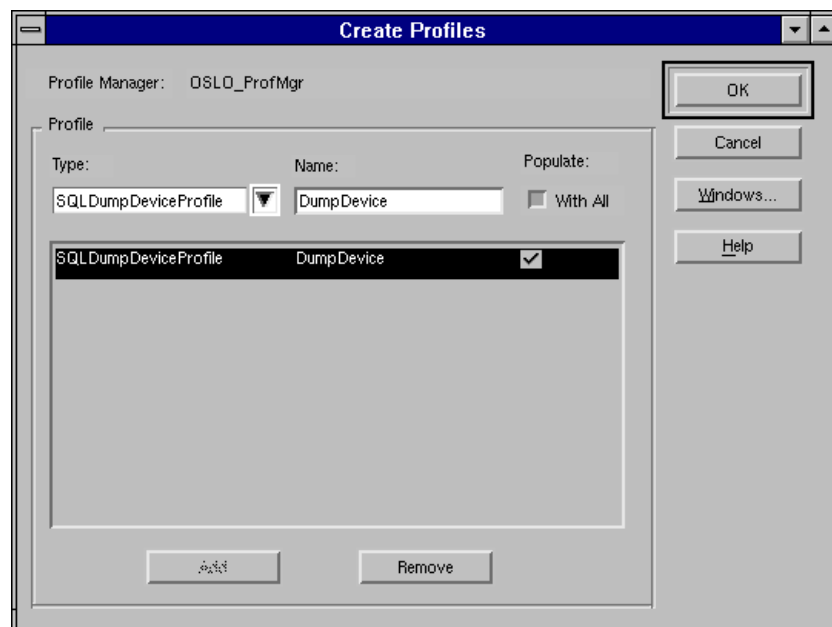 Create Profiles
Profile Manager: OSLO_ProfMgr
OK
Profile
Cancel
Type: Name: Populate:
SQLDumpDeviceProfile DumpDevice With All
Windows...
SQLDumpDeviceProfile DumpDevice
Help
Add Remove